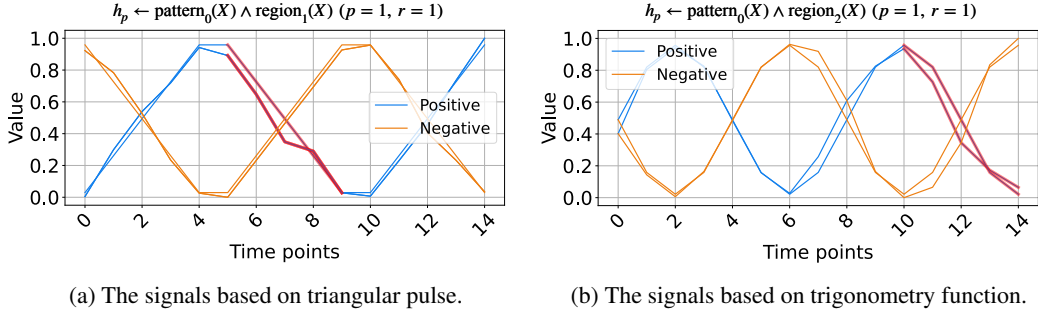 h_p ← pattern_0(X) ∧ region_1(X) (p = 1, r = 1)
1.0
0.8
0.6
0.4
0.2
0.0
Value
Positive
Negative
0 2 4 6 8 10 12 14
Time points
(a) The signals based on triangular pulse.
h_p ← pattern_0(X) ∧ region_2(X) (p = 1, r = 1)
1.0
0.8
0.6
0.4
0.2
0.0
Value
Positive
Negative
0 2 4 6 8 10 12 14
Time points
(b) The signals based on trigonometry function.